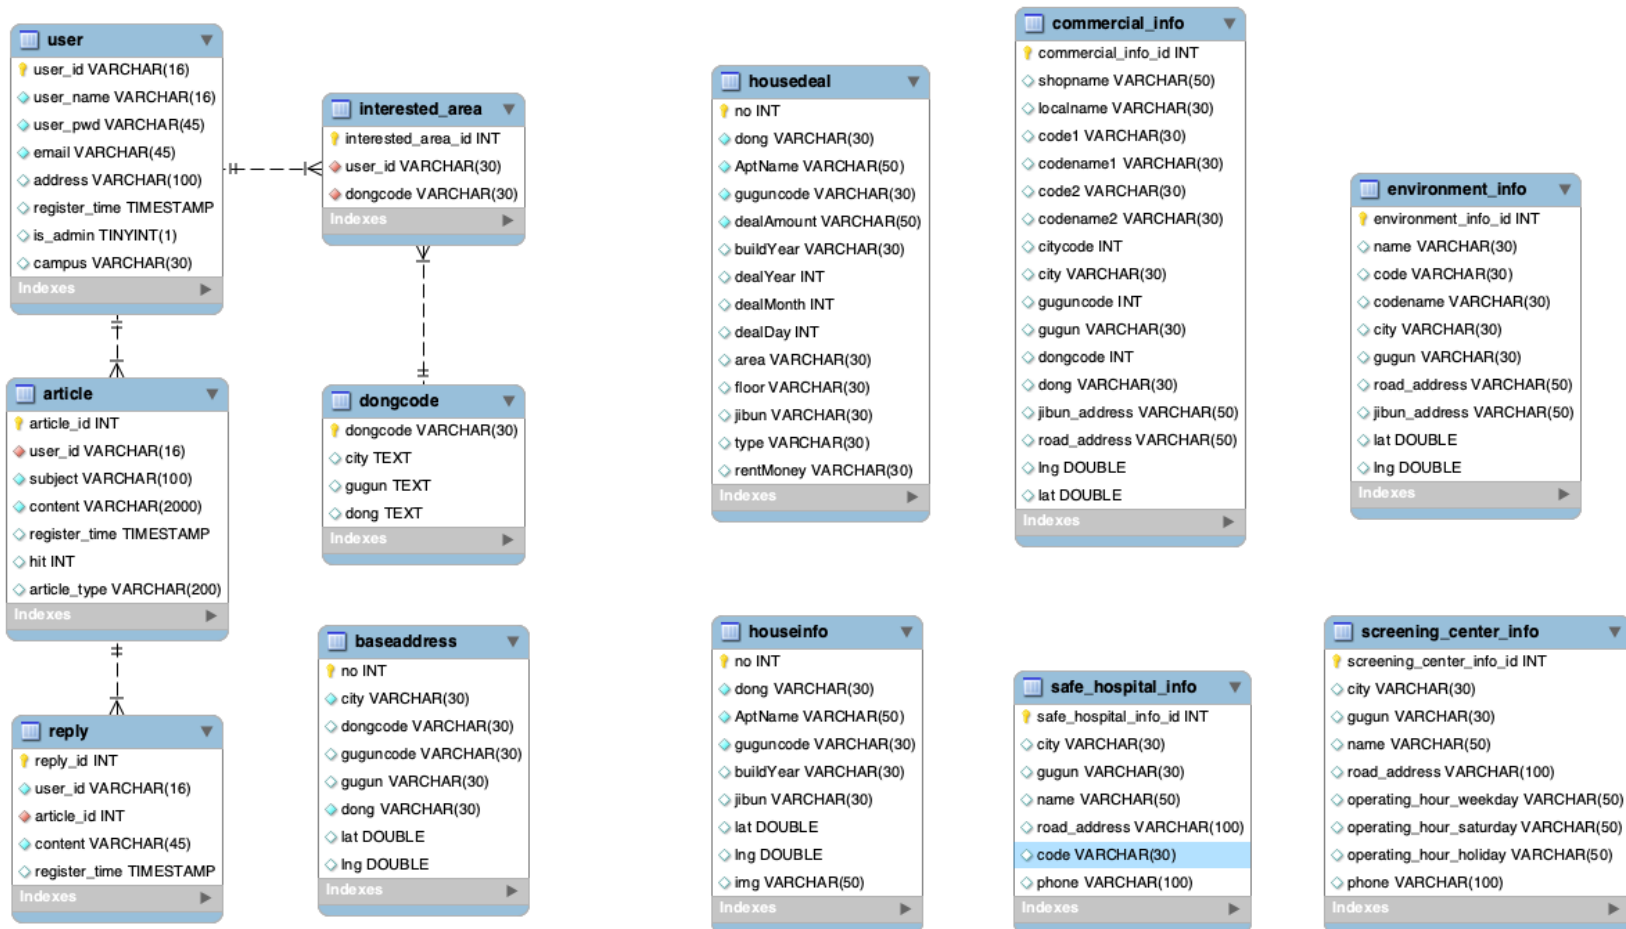 user
user_id VARCHAR(16)
user_name VARCHAR(16)
user_pwd VARCHAR(45)
email VARCHAR(45)
address VARCHAR(100)
register_time TIMESTAMP
is_admin TINYINT(1)
campus VARCHAR(30)
Indexes
article
article_id INT
user_id VARCHAR(16)
subject VARCHAR(100)
content VARCHAR(2000)
register_time TIMESTAMP
hit INT
article_type VARCHAR(200)
Indexes
reply
reply_id INT
user_id VARCHAR(16)
article_id INT
content VARCHAR(45)
register_time TIMESTAMP
Indexes
interested_area
interested_area_id INT
user_id VARCHAR(30)
dongcode VARCHAR(30)
Indexes
dongcode
dongcode VARCHAR(30)
city TEXT
gugun TEXT
dong TEXT
Indexes
baseaddress
no INT
city VARCHAR(30)
dongcode VARCHAR(30)
guguncode VARCHAR(30)
gugun VARCHAR(30)
dong VARCHAR(30)
lat DOUBLE
lng DOUBLE
Indexes
housedeal
no INT
dong VARCHAR(30)
AptName VARCHAR(50)
guguncode VARCHAR(30)
dealAmount VARCHAR(50)
buildYear VARCHAR(30)
dealYear INT
dealMonth INT
dealDay INT
area VARCHAR(30)
floor VARCHAR(30)
jibun VARCHAR(30)
type VARCHAR(30)
rentMoney VARCHAR(30)
Indexes
houseinfo
no INT
dong VARCHAR(30)
AptName VARCHAR(50)
guguncode VARCHAR(30)
buildYear VARCHAR(30)
jibun VARCHAR(30)
lat DOUBLE
lng DOUBLE
img VARCHAR(50)
Indexes
commercial_info
commercial_info_id INT
shopname VARCHAR(50)
localname VARCHAR(30)
code1 VARCHAR(30)
codename1 VARCHAR(30)
code2 VARCHAR(30)
codename2 VARCHAR(30)
citycode INT
city VARCHAR(30)
guguncode INT
gugun VARCHAR(30)
dongcode INT
dong VARCHAR(30)
jibun_address VARCHAR(50)
road_address VARCHAR(50)
lng DOUBLE
lat DOUBLE
Indexes
safe_hospital_info
safe_hospital_info_id INT
city VARCHAR(30)
gugun VARCHAR(30)
name VARCHAR(50)
road_address VARCHAR(100)
code VARCHAR(30)
phone VARCHAR(100)
Indexes
environment_info
environment_info_id INT
name VARCHAR(30)
code VARCHAR(30)
codename VARCHAR(30)
city VARCHAR(30)
gugun VARCHAR(30)
road_address VARCHAR(50)
jibun_address VARCHAR(50)
lat DOUBLE
lng DOUBLE
Indexes
screening_center_info
screening_center_info_id INT
city VARCHAR(30)
gugun VARCHAR(30)
name VARCHAR(50)
road_address VARCHAR(100)
operating_hour_weekday VARCHAR(50)
operating_hour_saturday VARCHAR(50)
operating_hour_holiday VARCHAR(50)
phone VARCHAR(100)
Indexes